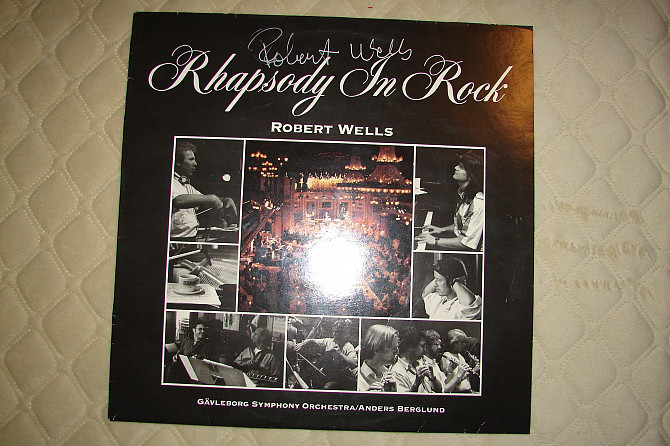 Robert Wells
Rhapsody In Rock
ROBERT WELLS
GÄVLEBORG SYMPHONY ORCHESTRA/ANDERS BERGLUND